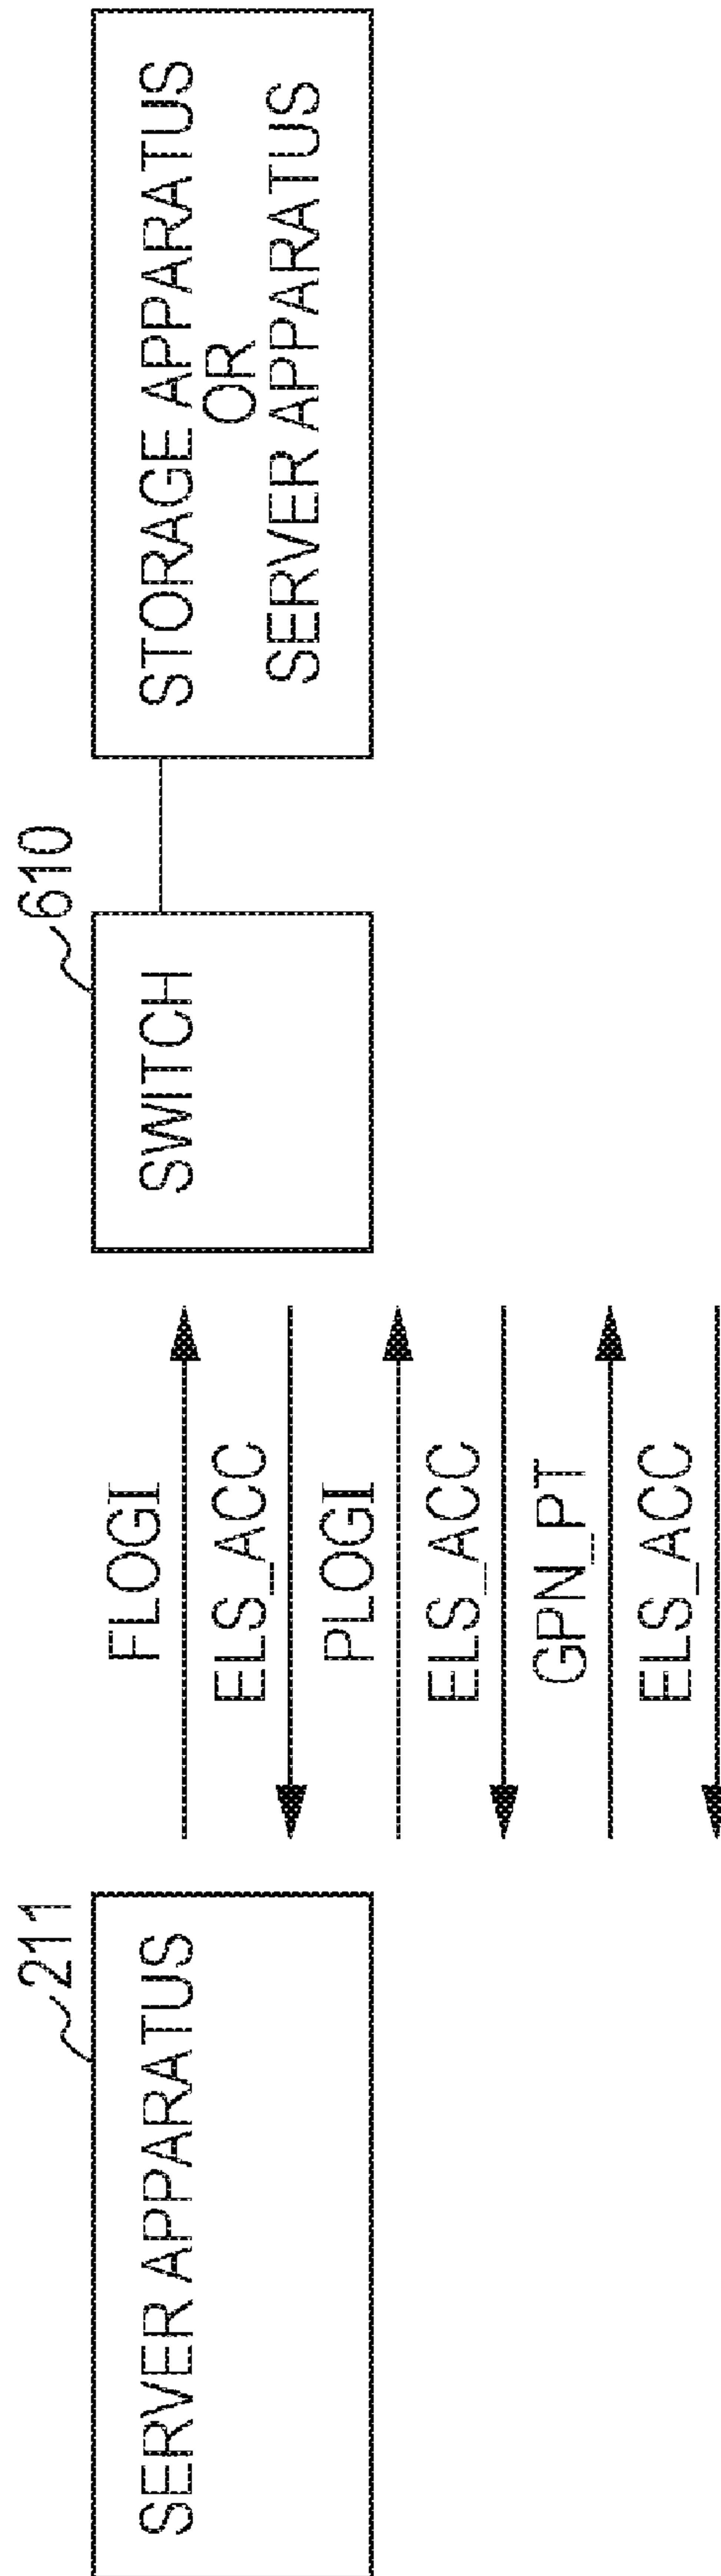 211
SERVER APPARATUS
FLOGI
ELS_ACC
PLOGI
ELS_ACC
GPN_PT
ELS_ACC
610
SWITCH
STORAGE APPARATUS
OR
SERVER APPARATUS